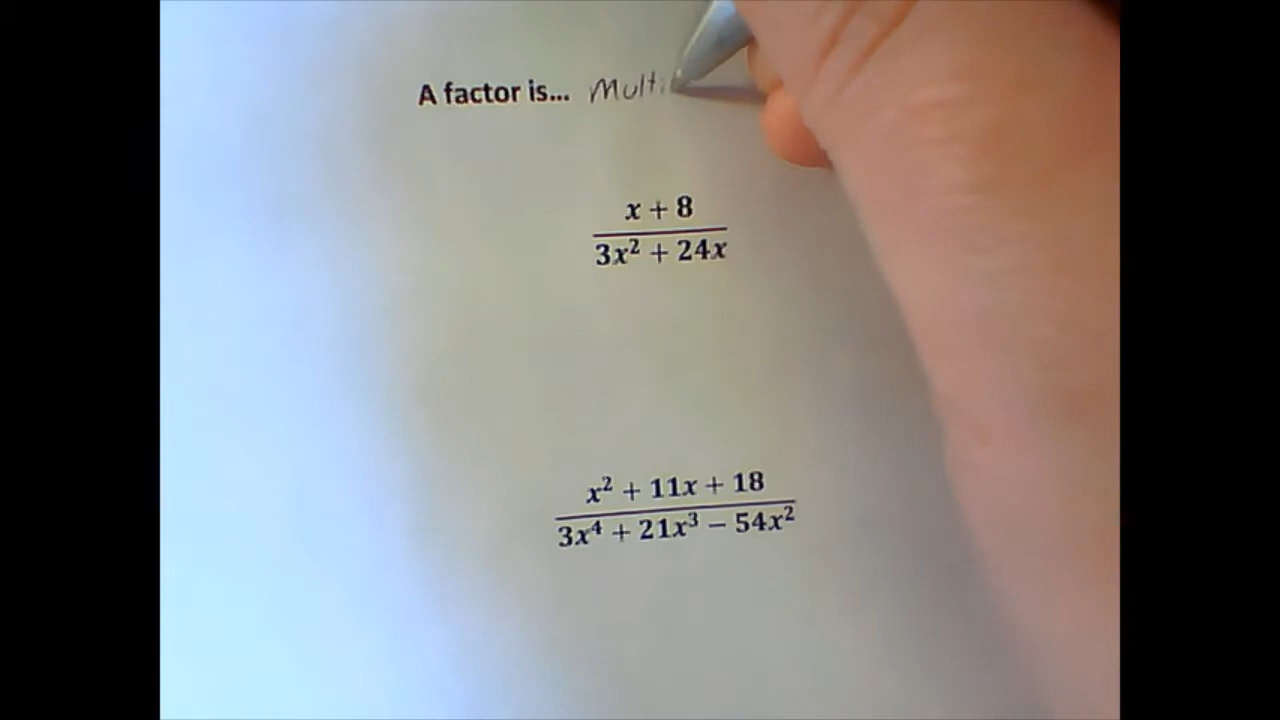 A factor is... Multi
x + 8
3x² + 24x
x² + 11x + 18
3x⁴ + 21x³ − 54x²